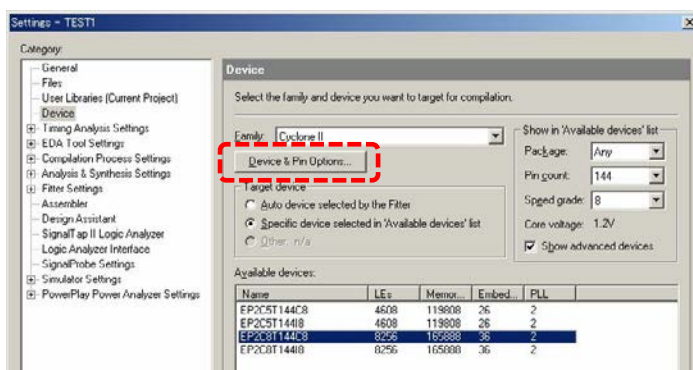 Settings - TEST1
Category:
General
Files
User Libraries (Current Project)
Device
Timing Analysis Settings
EDA Tool Settings
Compilation Process Settings
Analysis & Synthesis Settings
Fitter Settings
Assembler
Design Assistant
SignalTap II Logic Analyzer
Logic Analyzer Interface
SignalProbe Settings
Simulator Settings
PowerPlay Power Analyzer Settings
Device
Select the family and device you want to target for compilation.
Family: Cyclone II
Device & Pin Options...
Target device
Auto device selected by the Fitter
Specific device selected in 'Available devices' list
Other: n/a
Show in 'Available devices' list
Package: Any
Pin count: 144
Speed grade: 8
Core voltage: 1.2V
Show advanced devices
Available devices:
Name LEs Memor... Embed... PLL
EP2C5T144C8 4608 119808 26 2
EP2C5T144I8 4608 119808 26 2
EP2C8T144C8 8256 165888 36 2
EP2C8T144I8 8256 165888 36 2